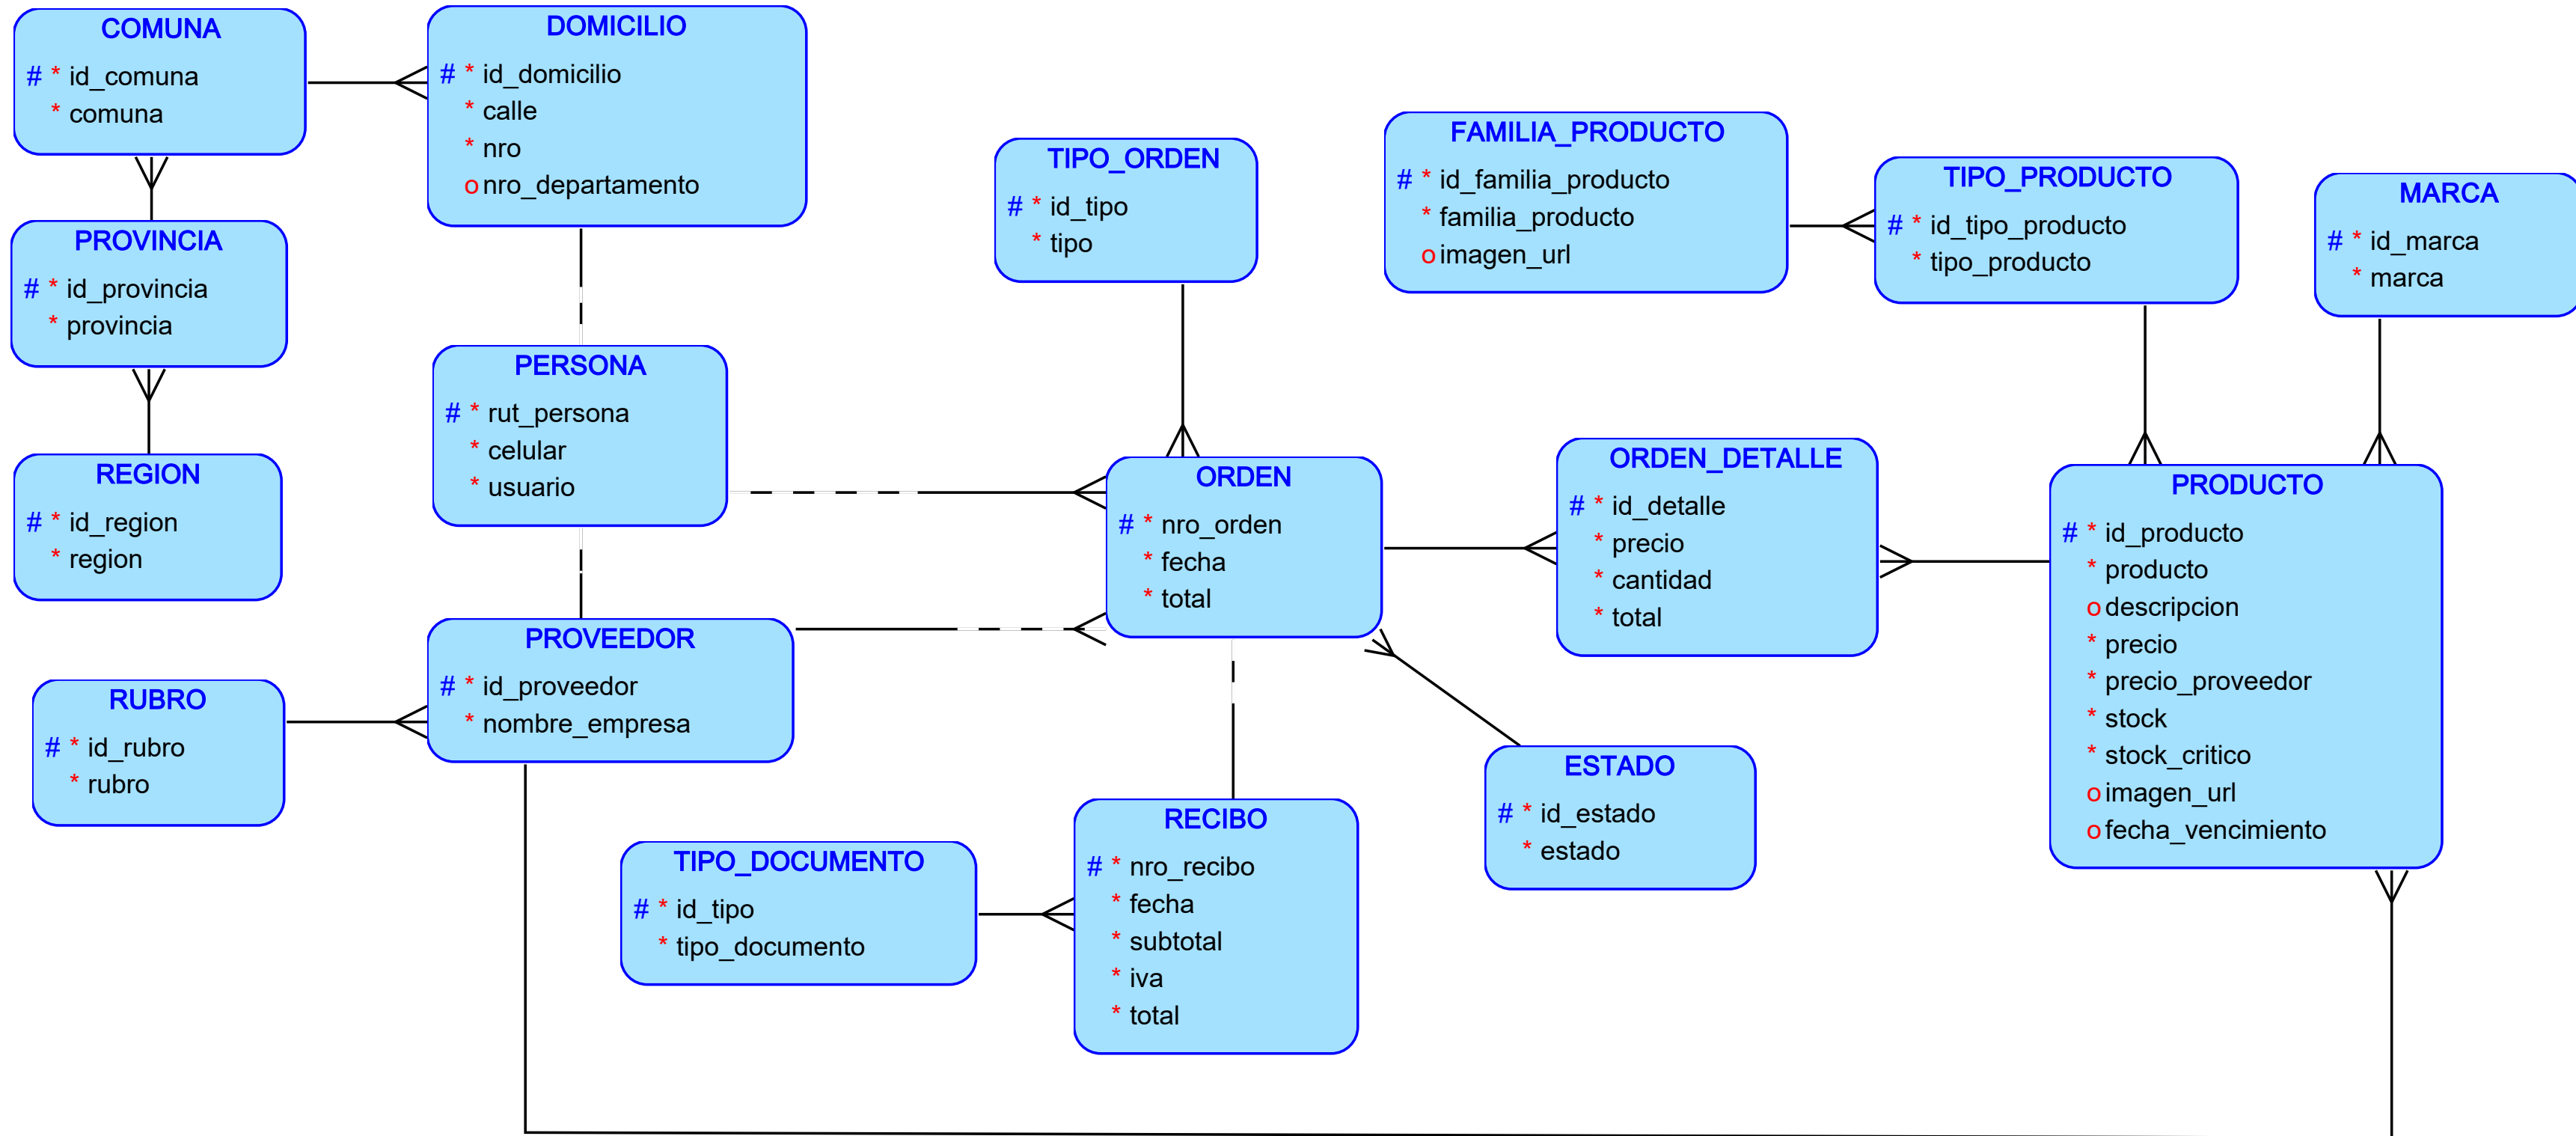 COMUNA
# * id_comuna
* comuna
DOMICILIO
# * id_domicilio
* calle
* nro
o nro_departamento
TIPO_ORDEN
# * id_tipo
* tipo
FAMILIA_PRODUCTO
# * id_familia_producto
* familia_producto
o imagen_url
TIPO_PRODUCTO
# * id_tipo_producto
* tipo_producto
MARCA
# * id_marca
* marca
PROVINCIA
# * id_provincia
* provincia
PERSONA
# * rut_persona
* celular
* usuario
REGION
# * id_region
* region
ORDEN
# * nro_orden
* fecha
* total
ORDEN_DETALLE
# * id_detalle
* precio
* cantidad
* total
PRODUCTO
# * id_producto
* producto
o descripcion
* precio
* precio_proveedor
* stock
* stock_critico
o imagen_url
o fecha_vencimiento
PROVEEDOR
# * id_proveedor
* nombre_empresa
RUBRO
# * id_rubro
* rubro
ESTADO
# * id_estado
* estado
RECIBO
# * nro_recibo
* fecha
* subtotal
* iva
* total
TIPO_DOCUMENTO
# * id_tipo
* tipo_documento